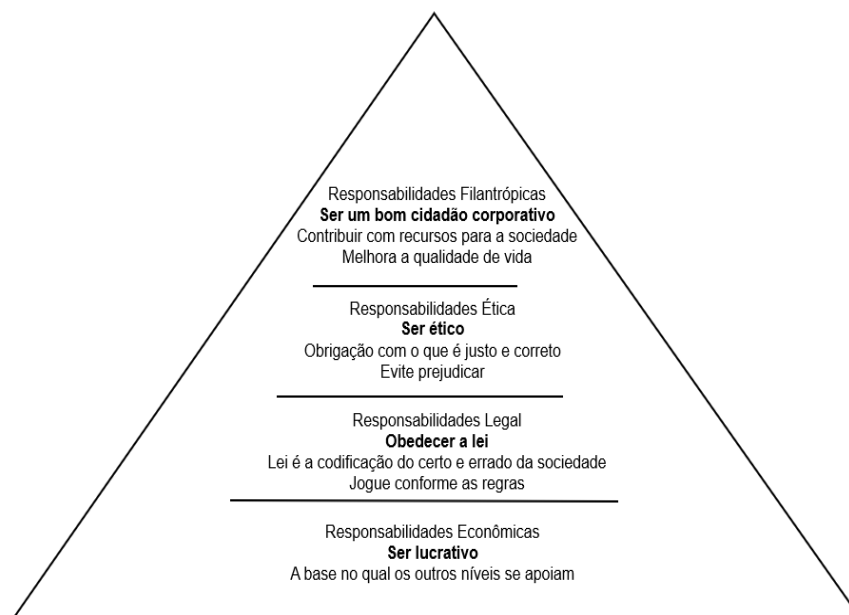 Responsabilidades Filantrópicas
Ser um bom cidadão corporativo
Contribuir com recursos para a sociedade
Melhora a qualidade de vida
Responsabilidades Ética
Ser ético
Obrigação com o que é justo e correto
Evite prejudicar
Responsabilidades Legal
Obedecer a lei
Lei é a codificação do certo e errado da sociedade
Jogue conforme as regras
Responsabilidades Econômicas
Ser lucrativo
A base no qual os outros níveis se apoiam